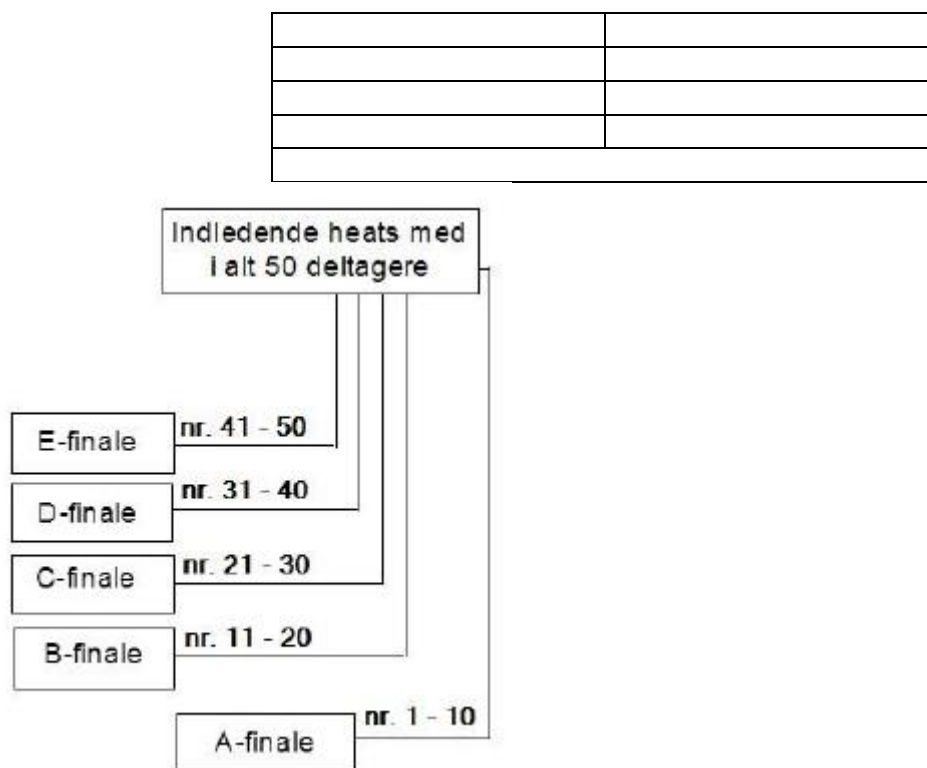 Indledende heats med
i alt 50 deltagere
nr. 41 - 50
E-finale
nr. 31 - 40
D-finale
nr. 21 - 30
C-finale
nr. 11 - 20
B-finale
nr. 1 - 10
A-finale